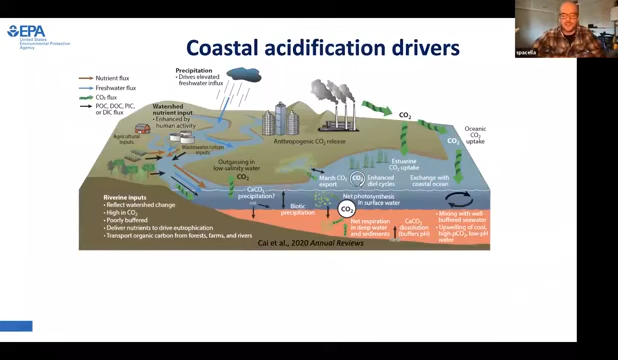 EPA
United States
Environmental Protection
Agency
Coastal acidification drivers
spacella
Nutrient flux
Freshwater flux
CO₂ flux
POC, DOC, PIC,
or DIC flux
Precipitation
• Drives elevated
freshwater influx
Watershed
nutrient input
• Enhanced by
human activity
Agricultural
inputs
Wastewater/urban
inputs
Anthropogenic CO₂ release
CO₂
Oceanic
CO₂
uptake
CO₂
Outgassing in
low-salinity water
CO₂
Estuarine
CO₂ uptake
Marsh CO₂
export
CO₂
Enhanced
diel cycles
Exchange with
coastal ocean
CaCO₃
precipitation?
Biotic
precipitation
Net photosynthesis
in surface water
CO₂
Riverine inputs
• Reflect watershed changes
• High in CO₂
• Poorly buffered
• Deliver nutrients to drive eutrophication
• Transport organic carbon from forests, farms, and rivers
Net respiration
in deep water
and sediments
CaCO₃
dissolution
(buffers pH)
• Mixing with well
buffered seawater
• Upwelling of cool,
high-pCO₂, low-pH
water
Cai et al., 2020 Annual Reviews